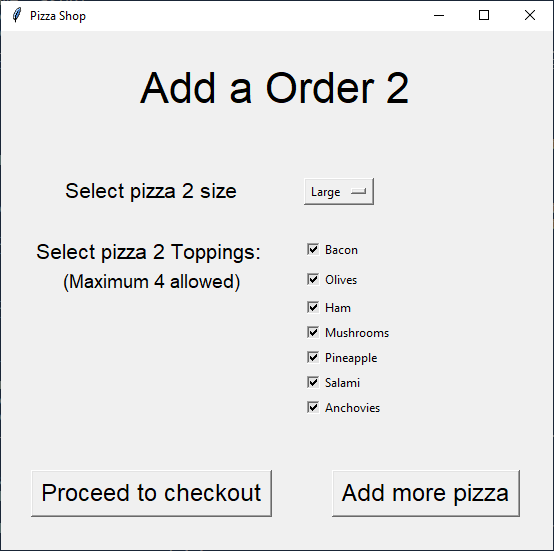 Pizza Shop
Add a Order 2
Select pizza 2 size
Large
Select pizza 2 Toppings:
(Maximum 4 allowed)
Bacon
Olives
Ham
Mushrooms
Pineapple
Salami
Anchovies
Proceed to checkout
Add more pizza